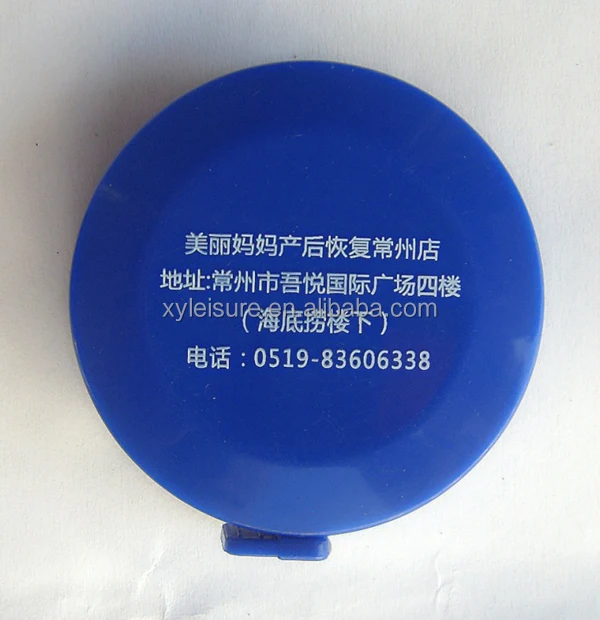 美丽妈妈产后恢复常州店
地址:常州市吾悦国际广场四楼
xyleisure.en.alibaba.com
（海底捞楼下）
电话：0519-83606338